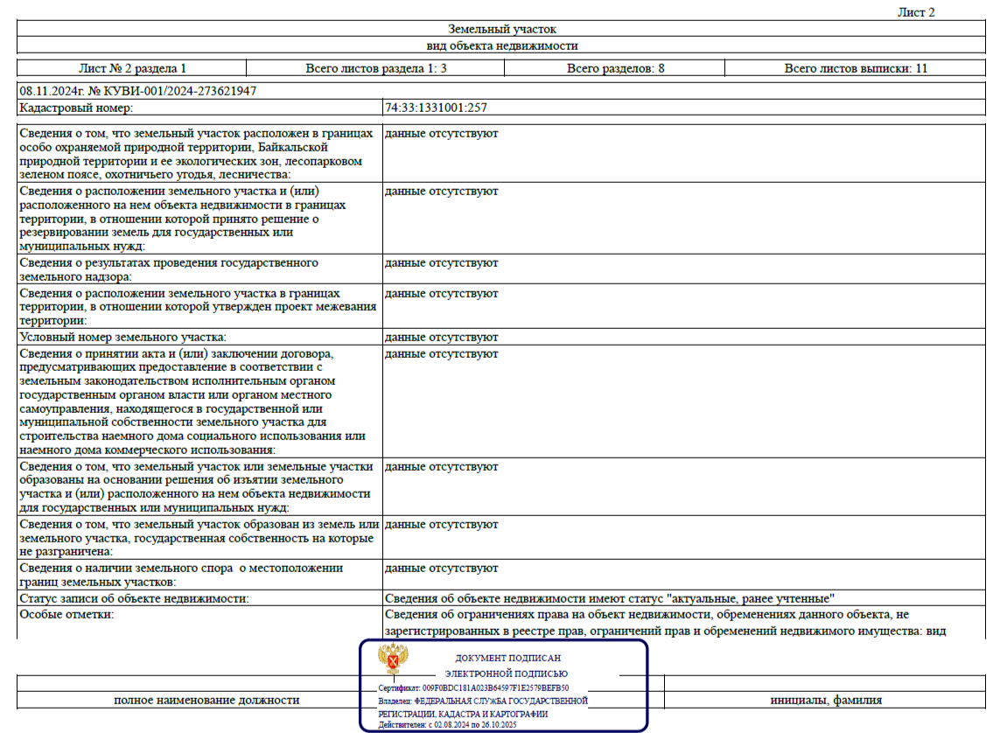 Лист 2
Земельный участок
вид объекта недвижимости
Лист № 2 раздела 1
Всего листов раздела 1: 3
Всего разделов: 8
Всего листов выписки: 11
08.11.2024г. № КУВИ-001/2024-273621947
Кадастровый номер:
74:33:1331001:257
Сведения о том, что земельный участок расположен в границах
особо охраняемой природной территории, Байкальской
природной территории и ее экологических зон, лесопарковом
зеленом поясе, охотничьего угодья, лесничества:
данные отсутствуют
Сведения о расположении земельного участка и (или)
расположенного на нем объекта недвижимости в границах
территории, в отношении которой принято решение о
резервировании земель для государственных или
муниципальных нужд:
данные отсутствуют
Сведения о результатах проведения государственного
земельного надзора:
данные отсутствуют
Сведения о расположении земельного участка в границах
территории, в отношении которой утвержден проект межевания
территории:
данные отсутствуют
Условный номер земельного участка:
данные отсутствуют
Сведения о принятии акта и (или) заключении договора,
предусматривающих предоставление в соответствии с
земельным законодательством исполнительным органом
государственным органом власти или органом местного
самоуправления, находящегося в государственной или
муниципальной собственности земельного участка для
строительства наемного дома социального использования или
наемного дома коммерческого использования:
данные отсутствуют
Сведения о том, что земельный участок или земельные участки
образованы на основании решения об изъятии земельного
участка и (или) расположенного на нем объекта недвижимости
для государственных или муниципальных нужд:
данные отсутствуют
Сведения о том, что земельный участок образован из земель или
земельного участка, государственная собственность на которые
не разграничена:
данные отсутствуют
Сведения о наличии земельного спора о местоположении
границ земельных участков:
данные отсутствуют
Статус записи об объекте недвижимости:
Сведения об объекте недвижимости имеют статус "актуальные, ранее учтенные"
Особые отметки:
Сведения об ограничениях права на объект недвижимости, обременениях данного объекта, не
зарегистрированных в реестре прав, ограничений прав и обременений недвижимого имущества: вид
ДОКУМЕНТ ПОДПИСАН
ЭЛЕКТРОННОЙ ПОДПИСЬЮ
Сертификат: 009F0BDC181A023B64597F1E2579BEFB50
Владелец: ФЕДЕРАЛЬНАЯ СЛУЖБА ГОСУДАРСТВЕННОЙ
РЕГИСТРАЦИИ, КАДАСТРА И КАРТОГРАФИИ
Действителен: с 02.08.2024 по 26.10.2025
полное наименование должности
инициалы, фамилия